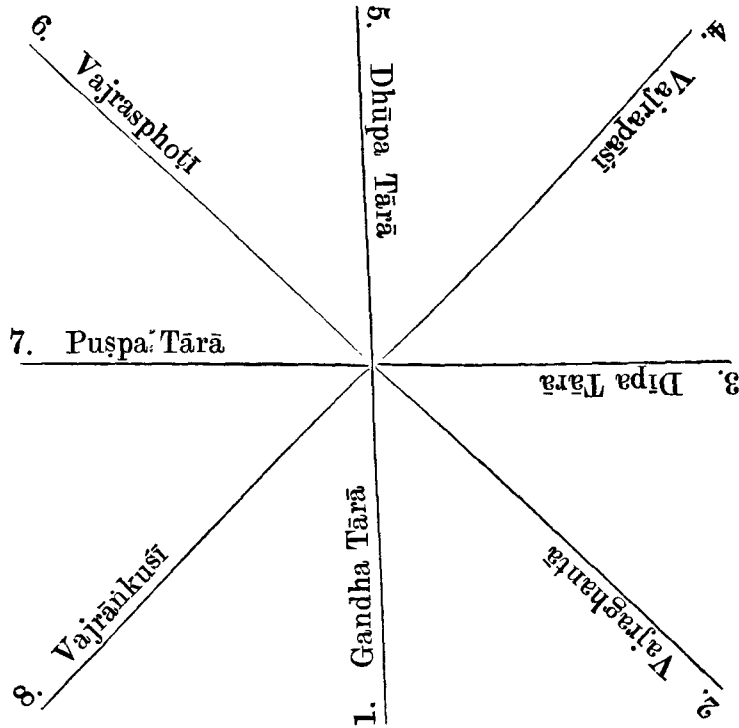 1. Gandha Tārā
2. Vajraghantā
3. Dīpa Tārā
4. Vajrapāśī
5. Dhūpa Tārā
6. Vajrasphoṭī
7. Puṣpa Tārā
8. Vajrāṅkuśī